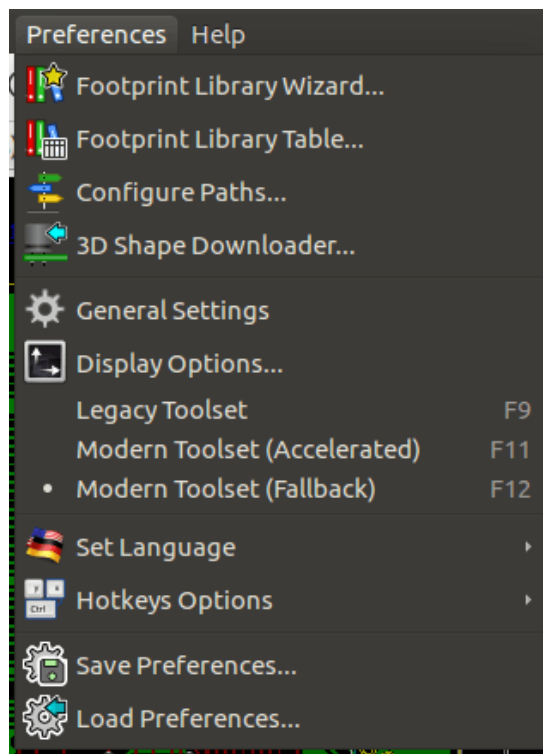 Preferences Help
Footprint Library Wizard...
Footprint Library Table...
Configure Paths...
3D Shape Downloader...
General Settings
Display Options...
Legacy Toolset F9
Modern Toolset (Accelerated) F11
Modern Toolset (Fallback) F12
Set Language
Hotkeys Options
Save Preferences...
Load Preferences...